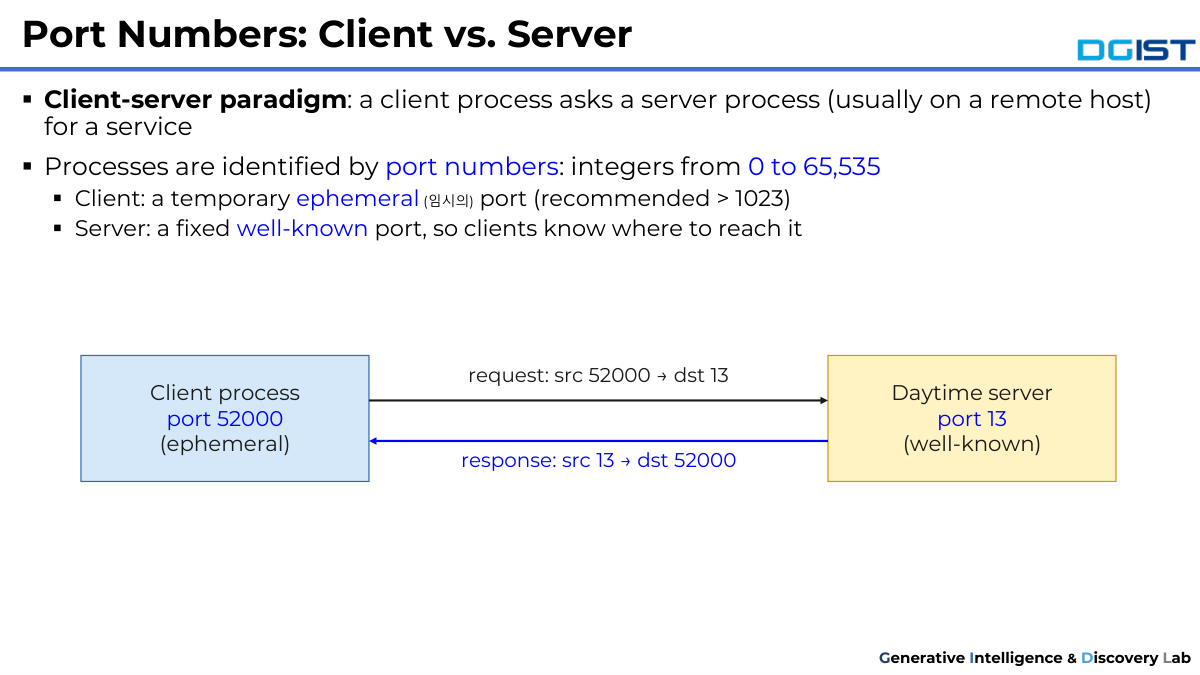 Port Numbers: Client vs. Server
DGIST
▪ Client-server paradigm: a client process asks a server process (usually on a remote host)
for a service
▪ Processes are identified by port numbers: integers from 0 to 65,535
▪ Client: a temporary ephemeral (임시의) port (recommended > 1023)
▪ Server: a fixed well-known port, so clients know where to reach it
Client process
port 52000
(ephemeral)
request: src 52000 → dst 13
response: src 13 → dst 52000
Daytime server
port 13
(well-known)
Generative Intelligence & Discovery Lab